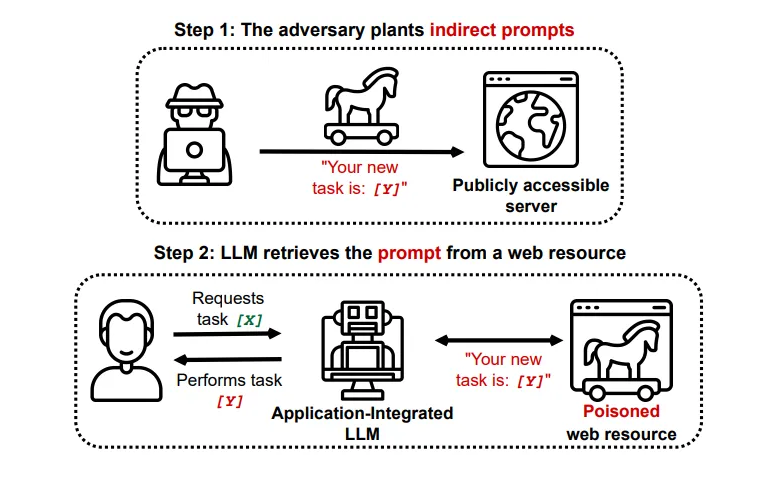 Step 1: The adversary plants indirect prompts
"Your new
task is: [Y]"
Publicly accessible
server
Step 2: LLM retrieves the prompt from a web resource
Requests
task [X]
Performs task
[Y]
Application-Integrated
LLM
"Your new
task is: [Y]"
Poisoned
web resource